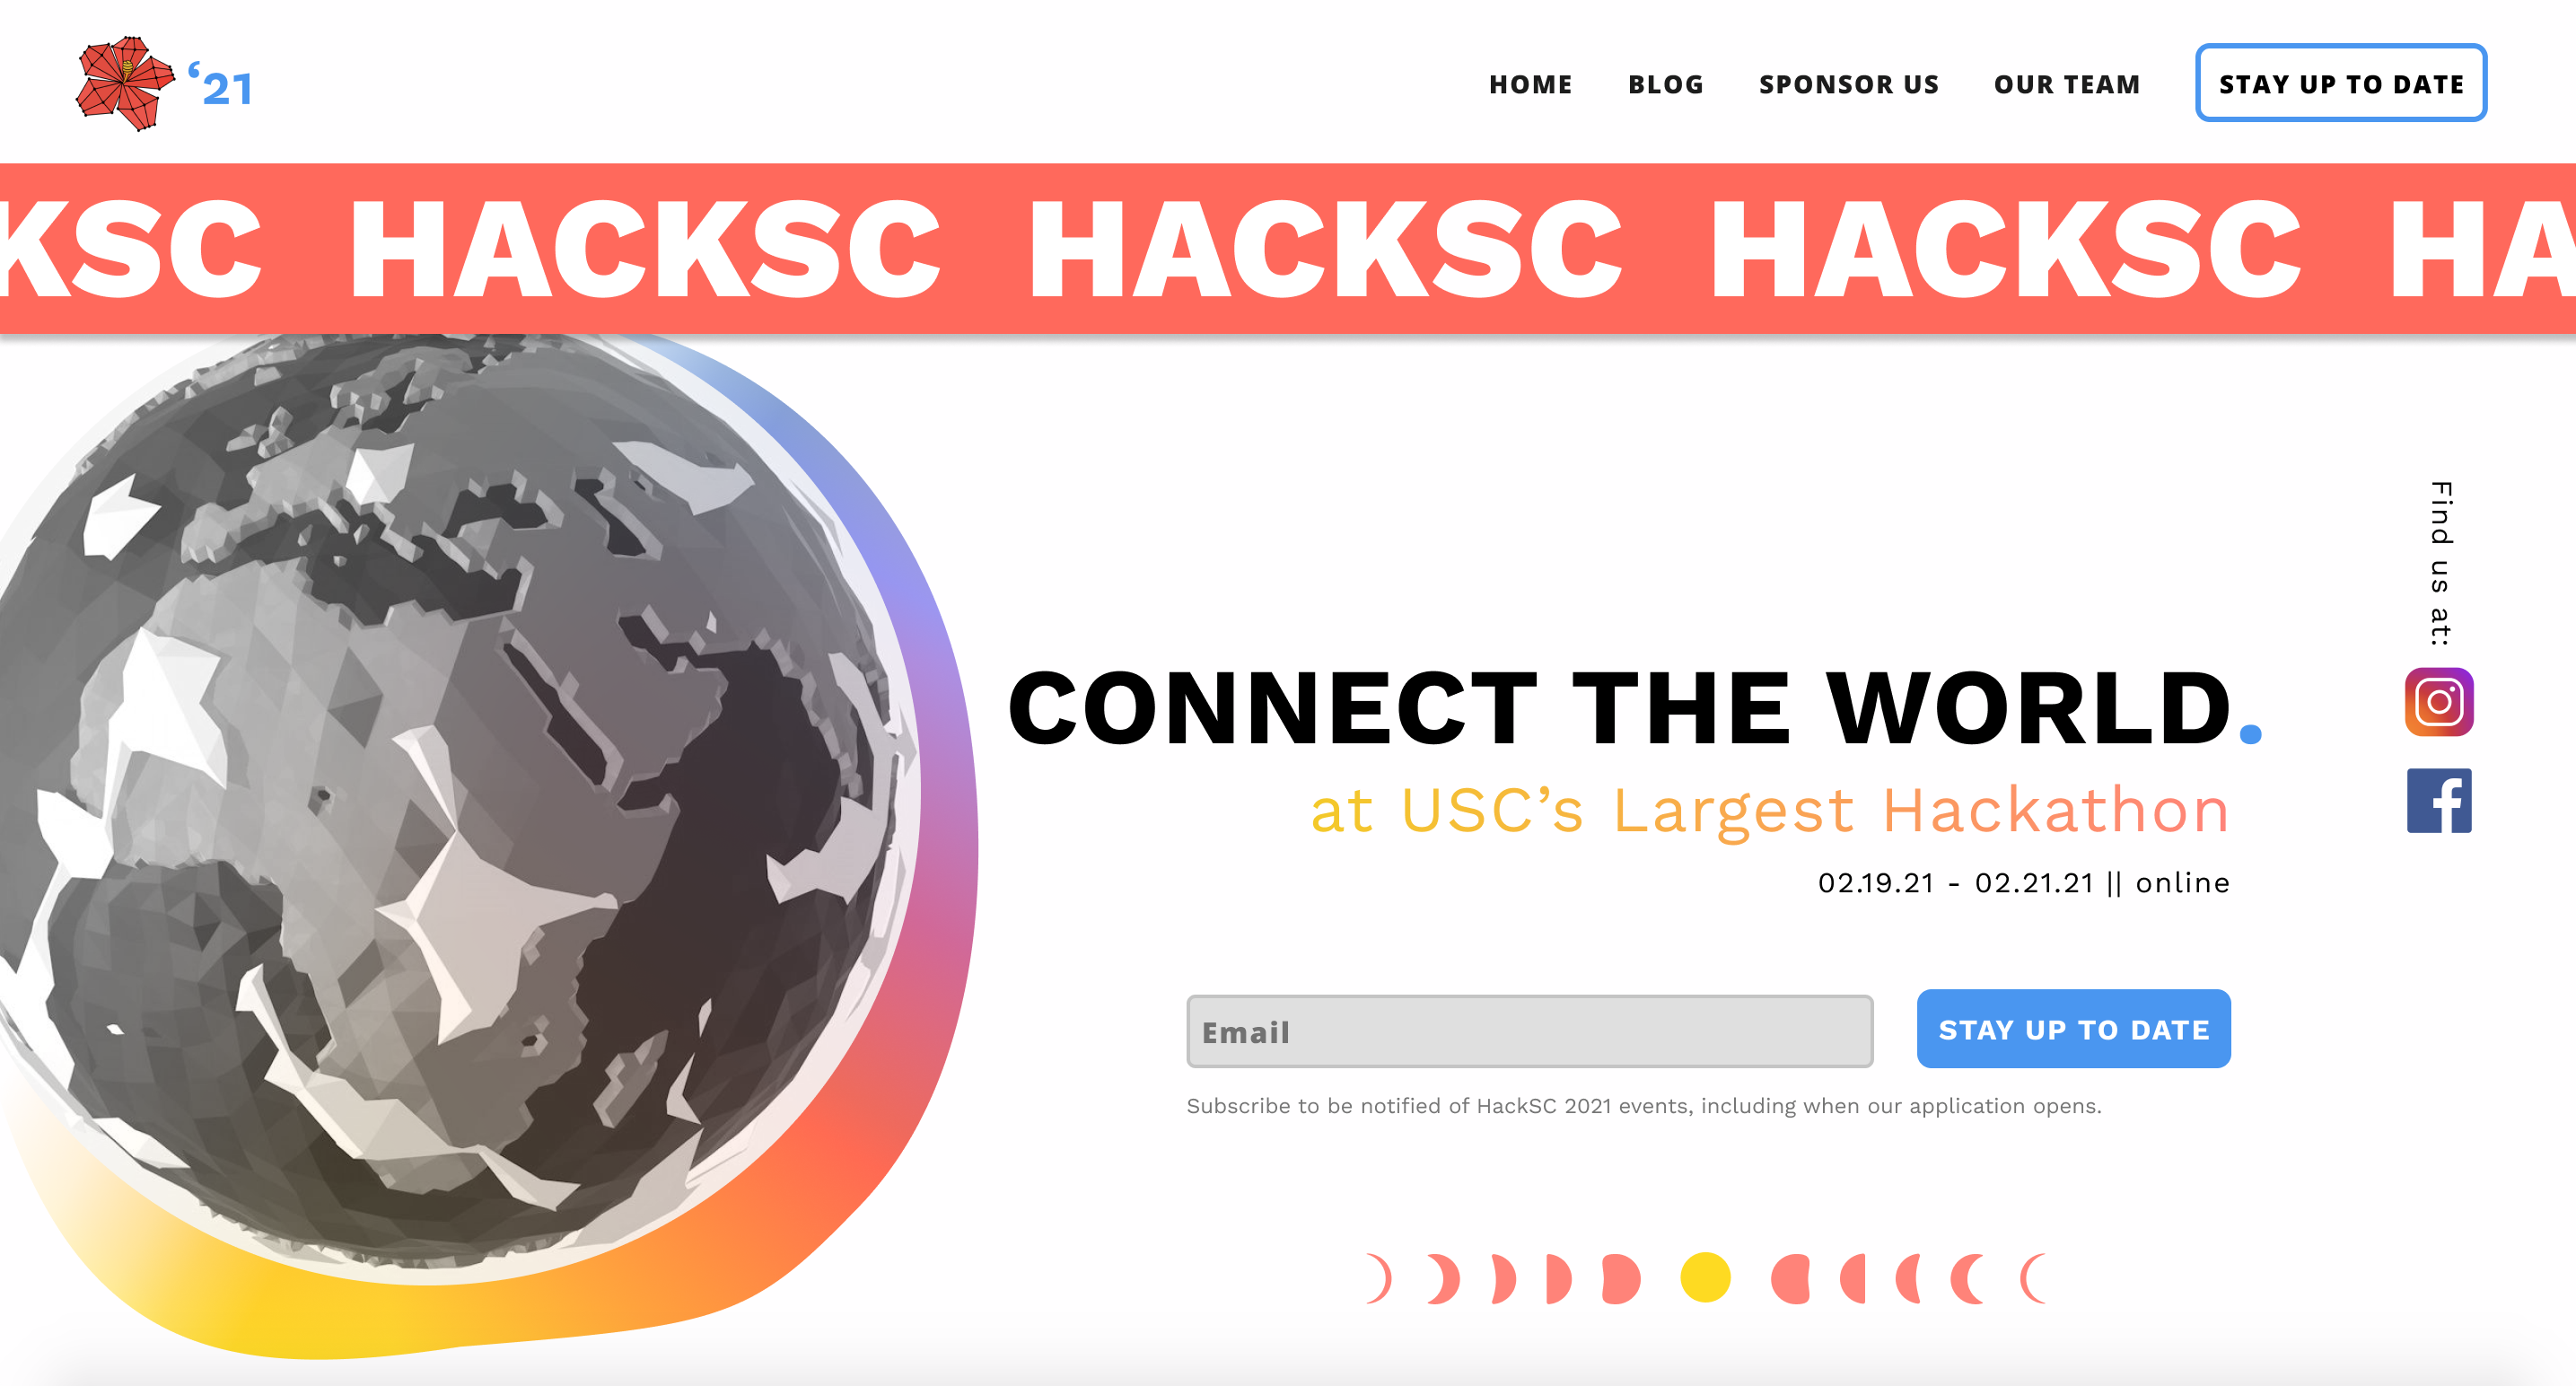 ‘21
HOME BLOG SPONSOR US OUR TEAM STAY UP TO DATE
KSC HACKSC HACKSC HACKSC HA
Find us at:
CONNECT THE WORLD.
at USC’s Largest Hackathon
02.19.21 - 02.21.21 || online
Email STAY UP TO DATE
Subscribe to be notified of HackSC 2021 events, including when our application opens.